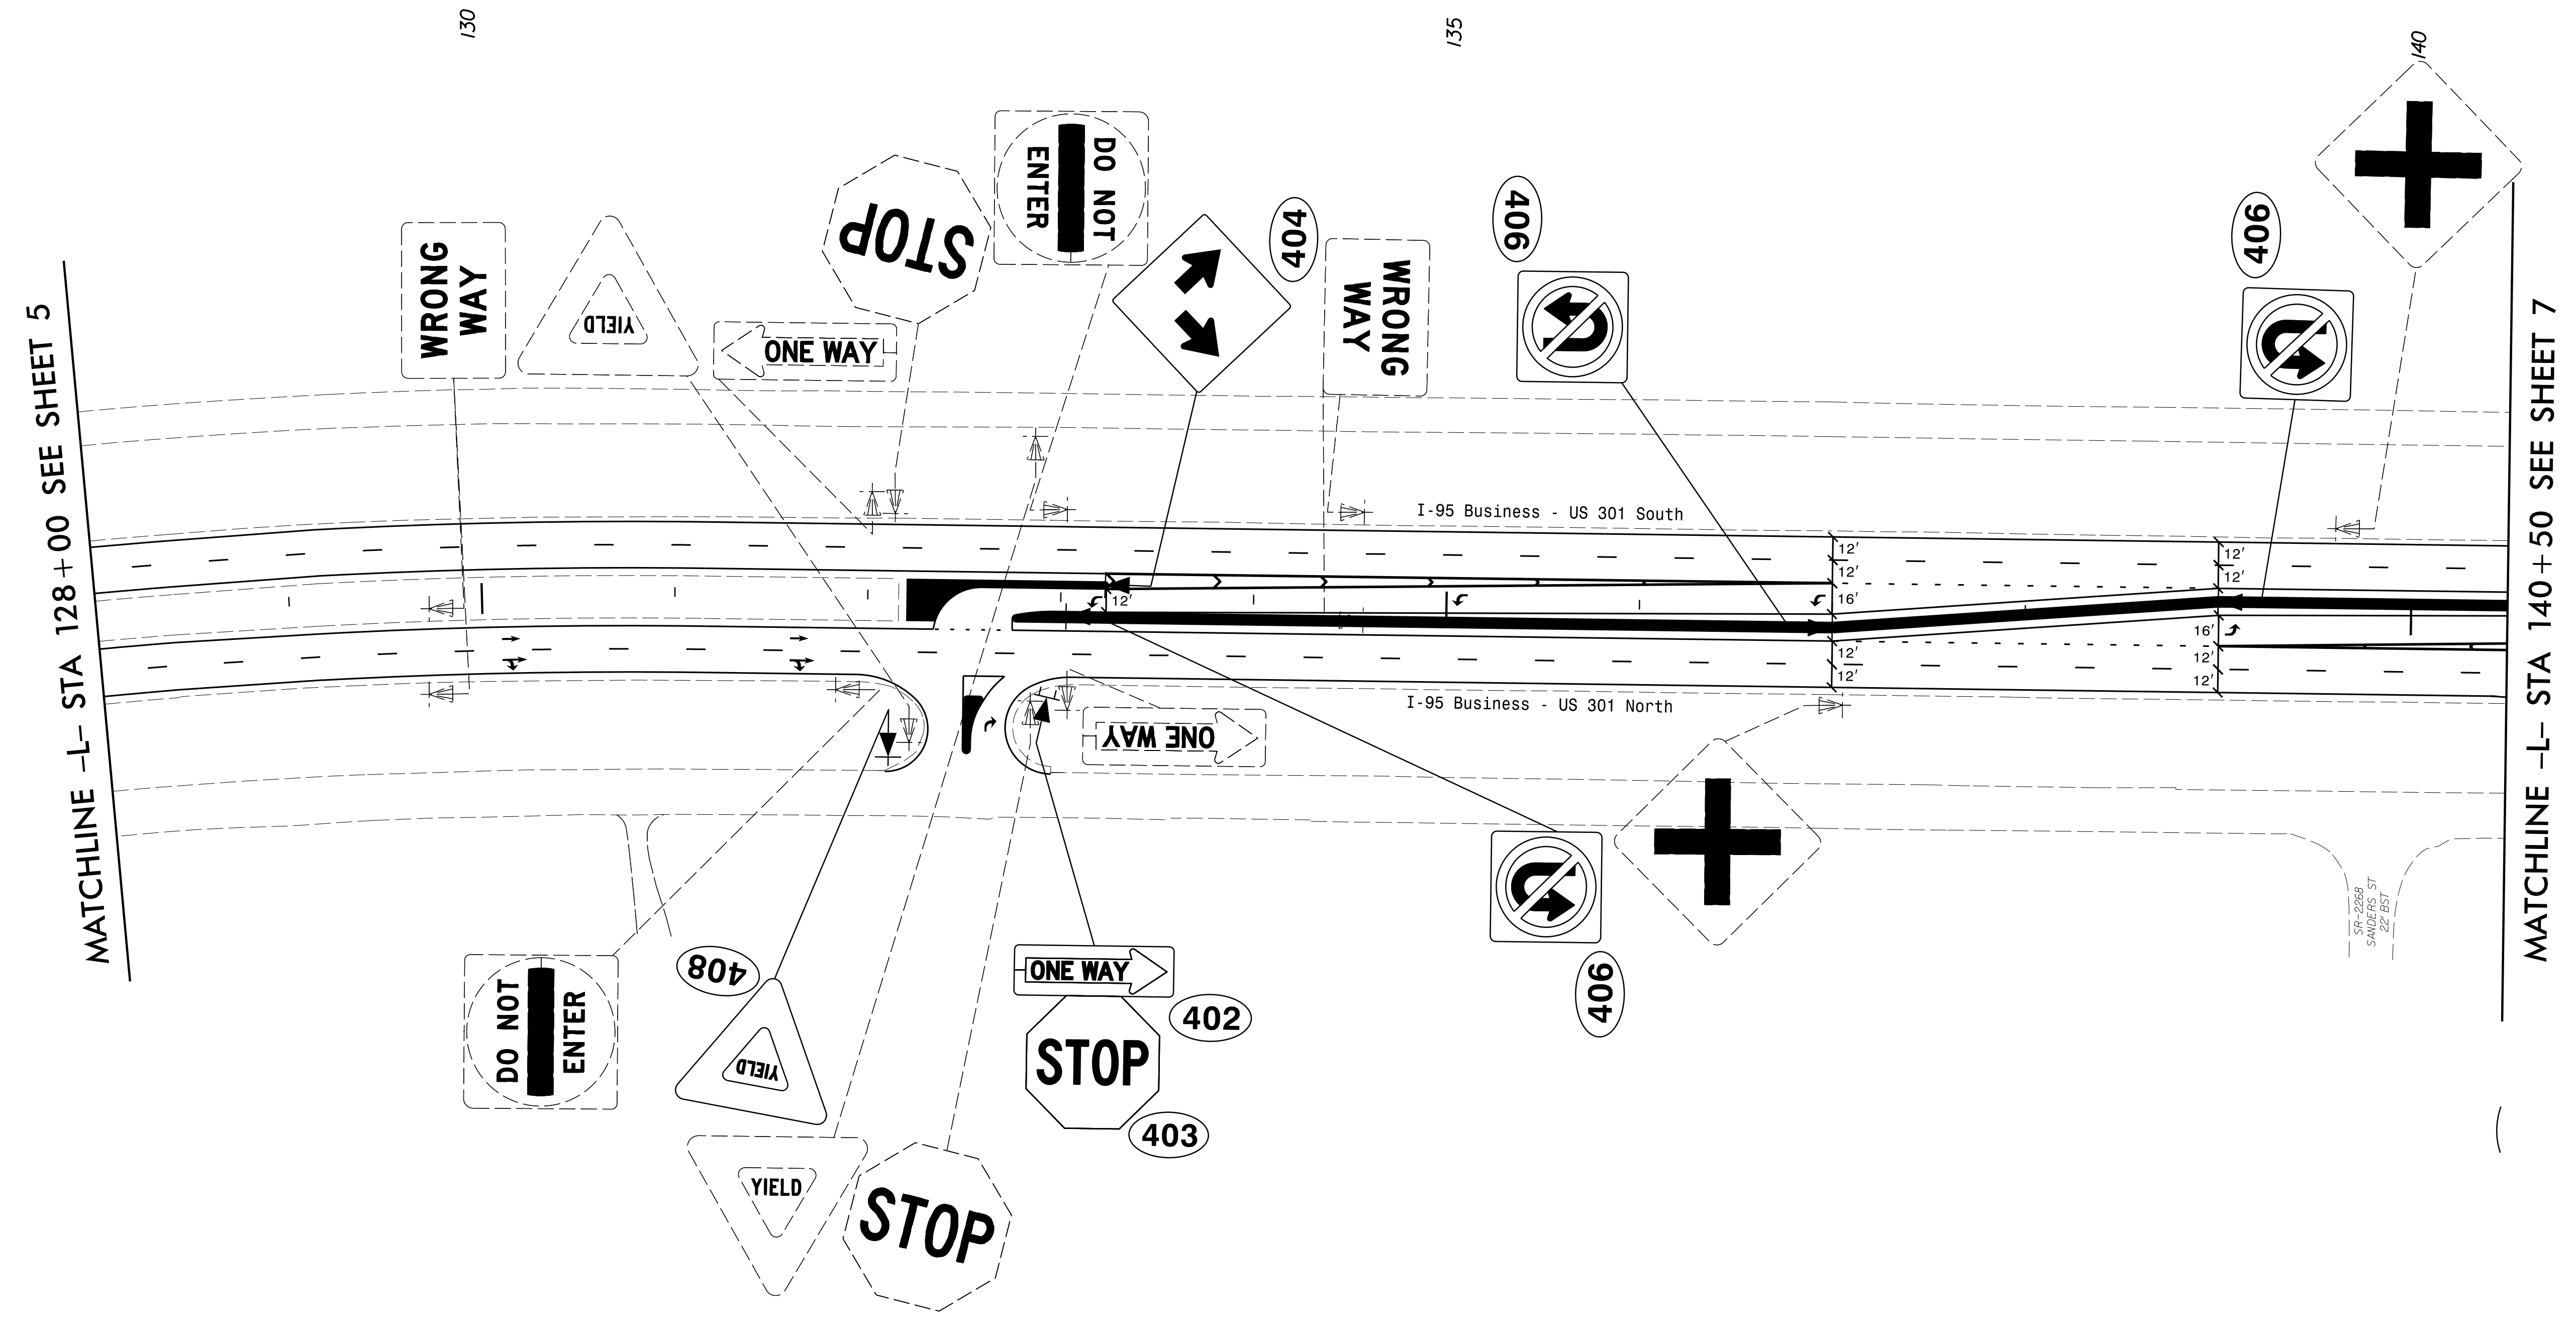 130
135
140
MATCHLINE -L- STA 128+00 SEE SHEET 5
WRONG
WAY
YIELD
ONE WAY
STOP
DO NOT
ENTER
404
WRONG
WAY
406
406
I-95 Business - US 301 South
12'
12'
12'
12'
16'
12'
16'
12'
12'
12'
12'
I-95 Business - US 301 North
ONE WAY
DO NOT
ENTER
408
YIELD
YIELD
STOP
ONE WAY
402
STOP
403
406
SR-2268
SANDERS ST
22' BST
MATCHLINE -L- STA 140+50 SEE SHEET 7